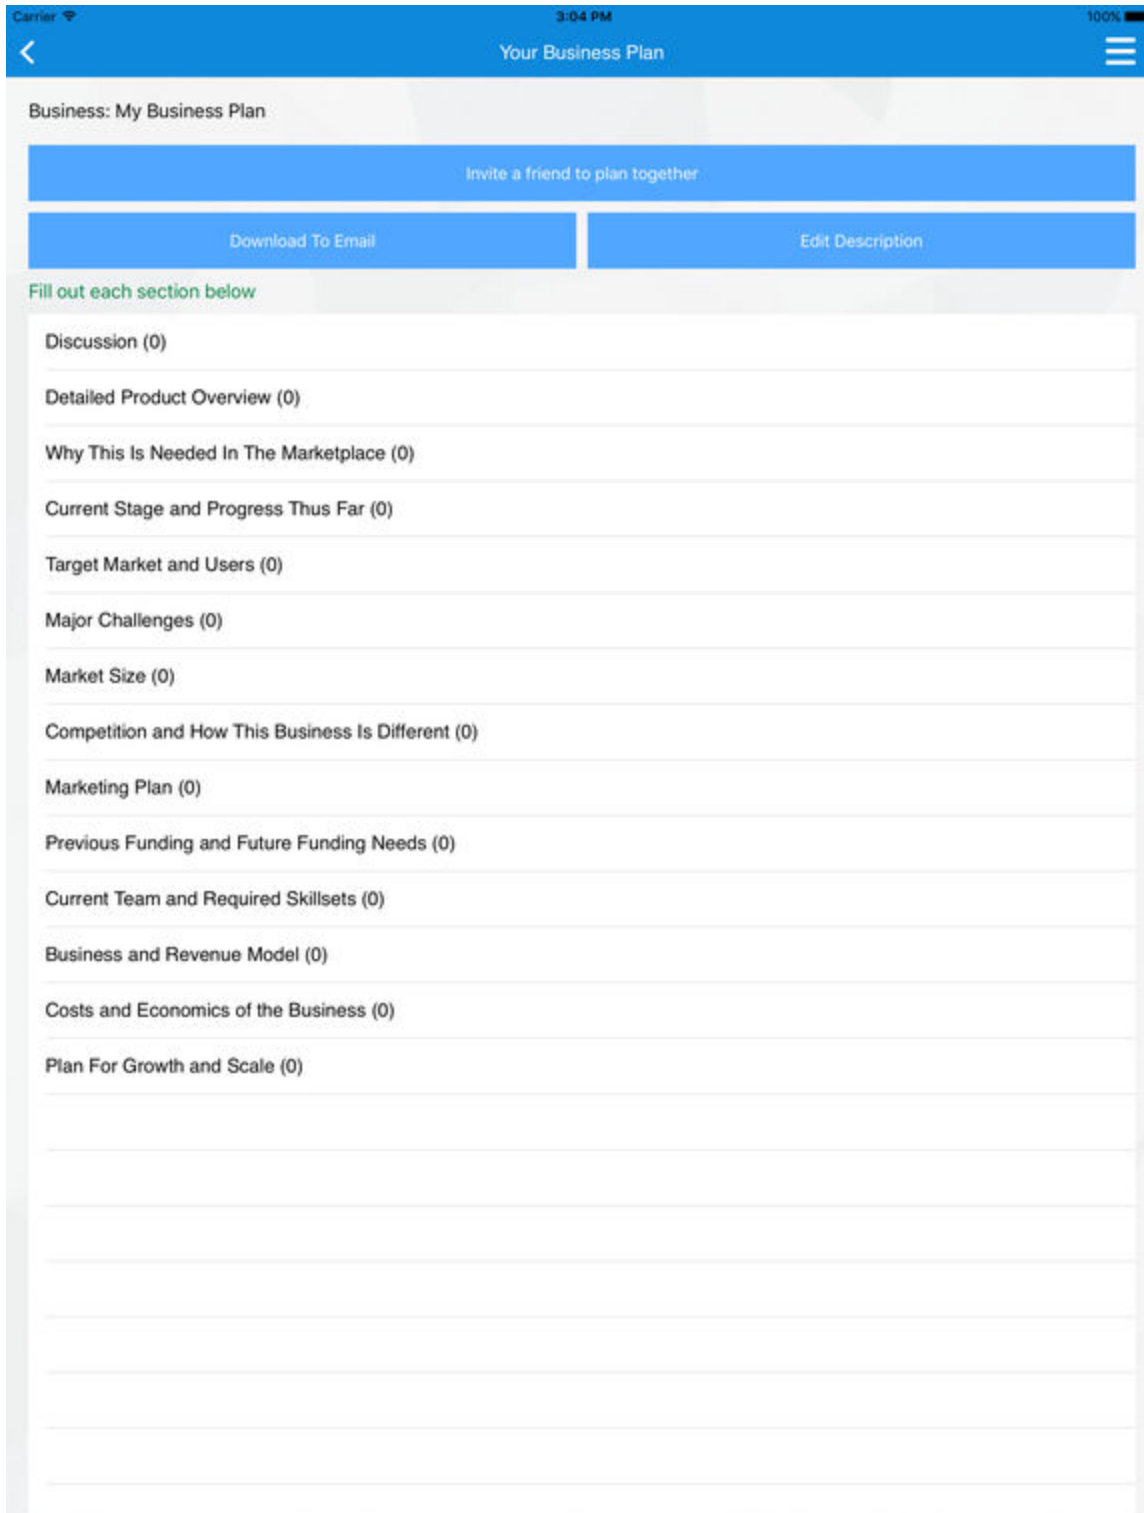 Carrier 3:04 PM 100%
Your Business Plan
Business: My Business Plan
Invite a friend to plan together
Download To Email Edit Description
Fill out each section below
Discussion (0)
Detailed Product Overview (0)
Why This Is Needed In The Marketplace (0)
Current Stage and Progress Thus Far (0)
Target Market and Users (0)
Major Challenges (0)
Market Size (0)
Competition and How This Business Is Different (0)
Marketing Plan (0)
Previous Funding and Future Funding Needs (0)
Current Team and Required Skillsets (0)
Business and Revenue Model (0)
Costs and Economics of the Business (0)
Plan For Growth and Scale (0)